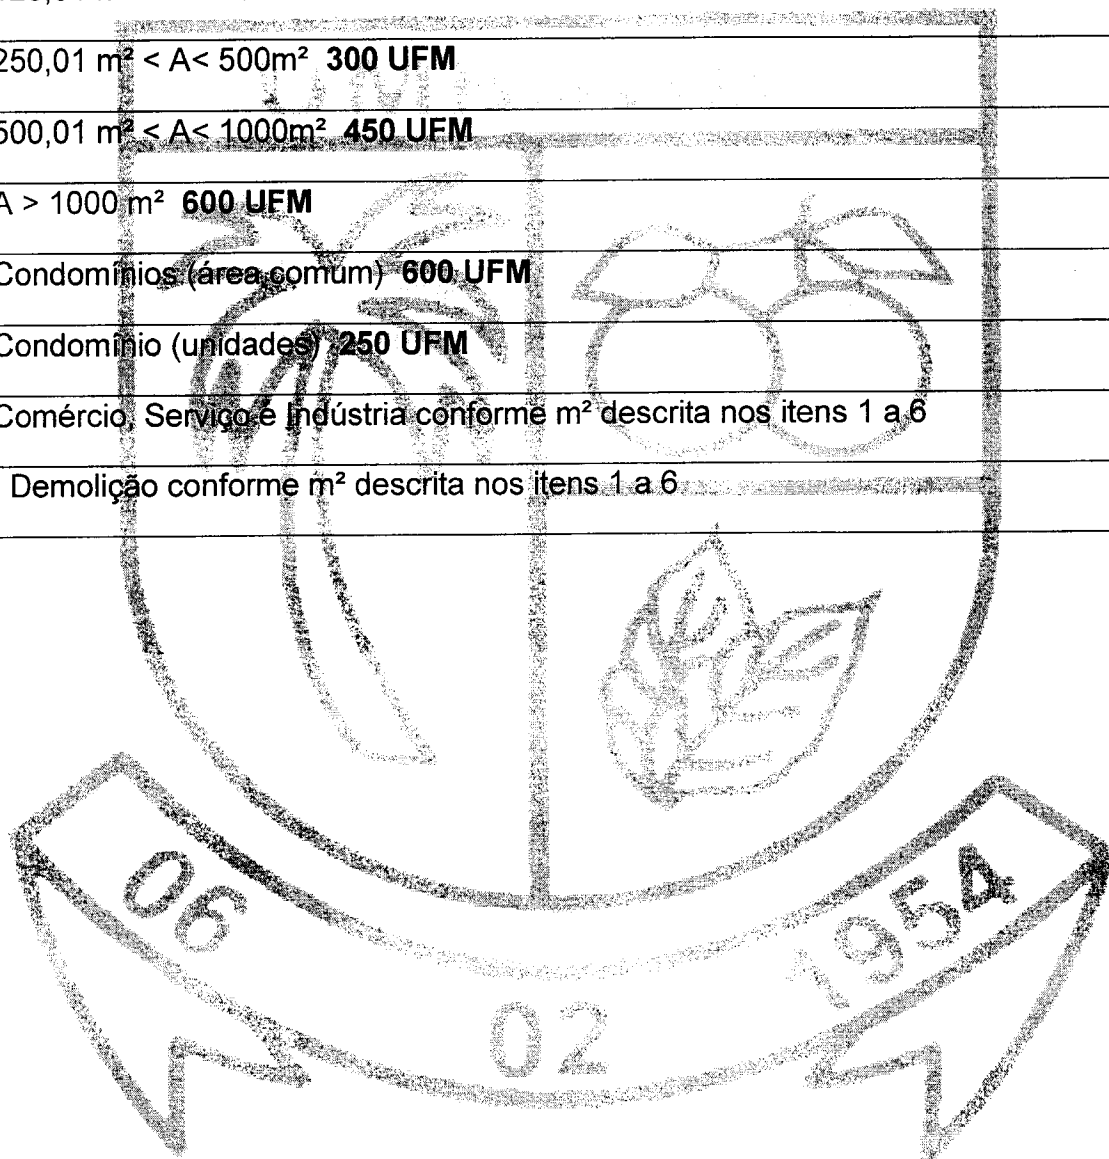 250,01 m² < A< 500m² 300 UFM
500,01 m² < A< 1000m² 450 UFM
A > 1000 m² 600 UFM
Condomínios (área comum) 600 UFM
Condomínio (unidades) 250 UFM
Comércio, Serviço e Indústria conforme m² descrita nos itens 1 a 6
Demolição conforme m² descrita nos itens 1 a 6
06
02
1954